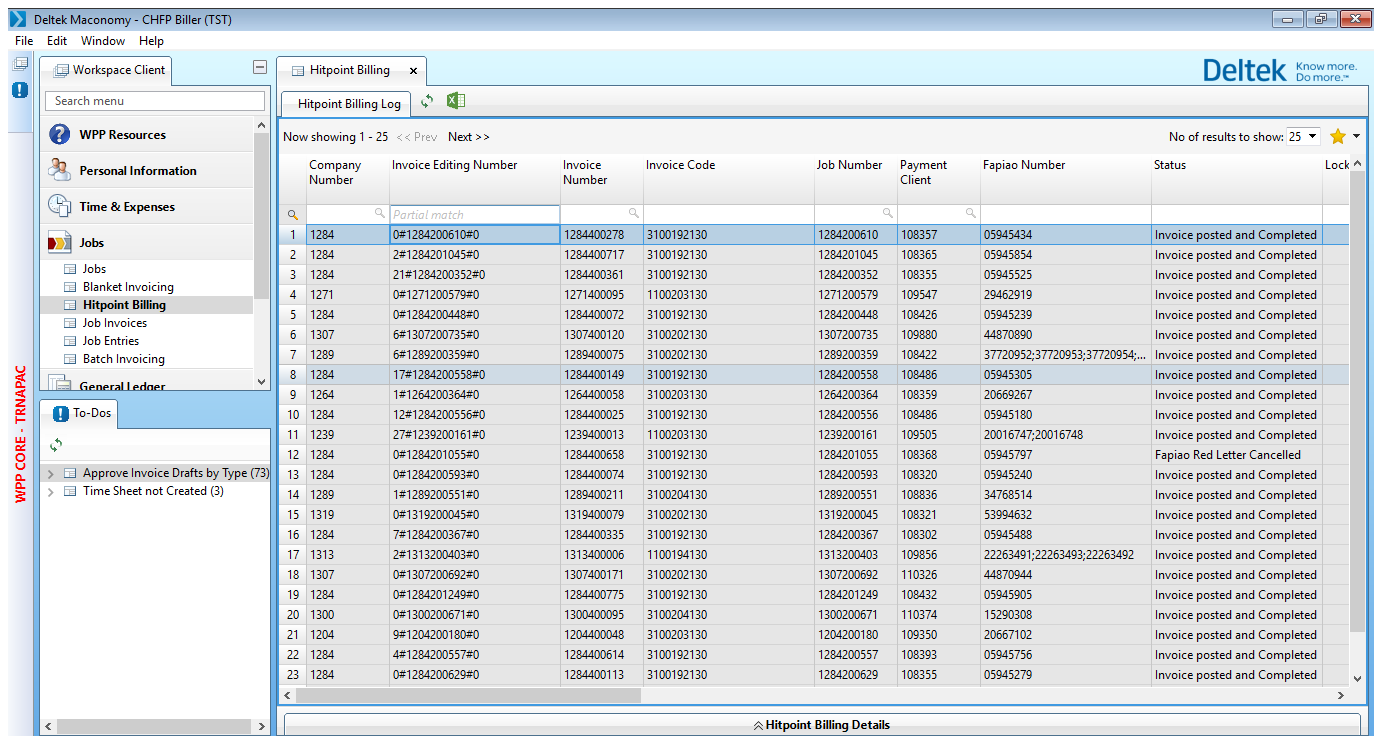 Deltek Maconomy - CHFP Biller (TST)
File Edit Window Help
Workspace Client
Search menu
WPP Resources
Personal Information
Time & Expenses
Jobs
Jobs
Blanket Invoicing
Hitpoint Billing
Job Invoices
Job Entries
Batch Invoicing
General Ledger
WPP CORE - TRNAPAC
To-Dos
Approve Invoice Drafts by Type (73)
Time Sheet not Created (3)
Hitpoint Billing
Deltek Know more. Do more.™
Hitpoint Billing Log
Now showing 1 - 25 << Prev Next >> No of results to show: 25
Company Number Invoice Editing Number Invoice Number Invoice Code Job Number Payment Client Fapiao Number Status Lock
Partial match
1 1284 0#1284200610#0 1284400278 3100192130 1284200610 108357 05945434 Invoice posted and Completed
2 1284 2#1284201045#0 1284400717 3100192130 1284201045 108365 05945854 Invoice posted and Completed
3 1284 21#1284200352#0 1284400361 3100192130 1284200352 108355 05945525 Invoice posted and Completed
4 1271 0#1271200579#0 1271400095 1100203130 1271200579 109547 29462919 Invoice posted and Completed
5 1284 0#1284200448#0 1284400072 3100192130 1284200448 108426 05945239 Invoice posted and Completed
6 1307 6#1307200735#0 1307400120 3100202130 1307200735 109880 44870890 Invoice posted and Completed
7 1289 6#1289200359#0 1289400075 3100202130 1289200359 108422 37720952;37720953;37720954;... Invoice posted and Completed
8 1284 17#1284200558#0 1284400149 3100192130 1284200558 108486 05945305 Invoice posted and Completed
9 1264 1#1264200364#0 1264400058 3100203130 1264200364 108359 20669267 Invoice posted and Completed
10 1284 12#1284200556#0 1284400025 3100192130 1284200556 108486 05945180 Invoice posted and Completed
11 1239 27#1239200161#0 1239400013 1100203130 1239200161 109505 20016747;20016748 Invoice posted and Completed
12 1284 0#1284201055#0 1284400658 3100192130 1284201055 108368 05945797 Fapiao Red Letter Cancelled
13 1284 0#1284200593#0 1284400074 3100192130 1284200593 108320 05945240 Invoice posted and Completed
14 1289 1#1289200551#0 1289400211 3100204130 1289200551 108836 34768514 Invoice posted and Completed
15 1319 0#1319200045#0 1319400079 3100202130 1319200045 108321 53994632 Invoice posted and Completed
16 1284 7#1284200367#0 1284400335 3100192130 1284200367 108302 05945488 Invoice posted and Completed
17 1313 2#1313200403#0 1313400006 1100194130 1313200403 109856 22263491;22263493;22263492 Invoice posted and Completed
18 1307 0#1307200692#0 1307400171 3100202130 1307200692 110326 44870944 Invoice posted and Completed
19 1284 0#1284201249#0 1284400775 3100192130 1284201249 108432 05945905 Invoice posted and Completed
20 1300 0#1300200671#0 1300400095 3100204130 1300200671 110374 15290308 Invoice posted and Completed
21 1204 9#1204200180#0 1204400048 3100203130 1204200180 109350 20667102 Invoice posted and Completed
22 1284 4#1284200557#0 1284400614 3100192130 1284200557 108393 05945756 Invoice posted and Completed
23 1284 0#1284200629#0 1284400113 3100192130 1284200629 108355 05945279 Invoice posted and Completed
Hitpoint Billing Details